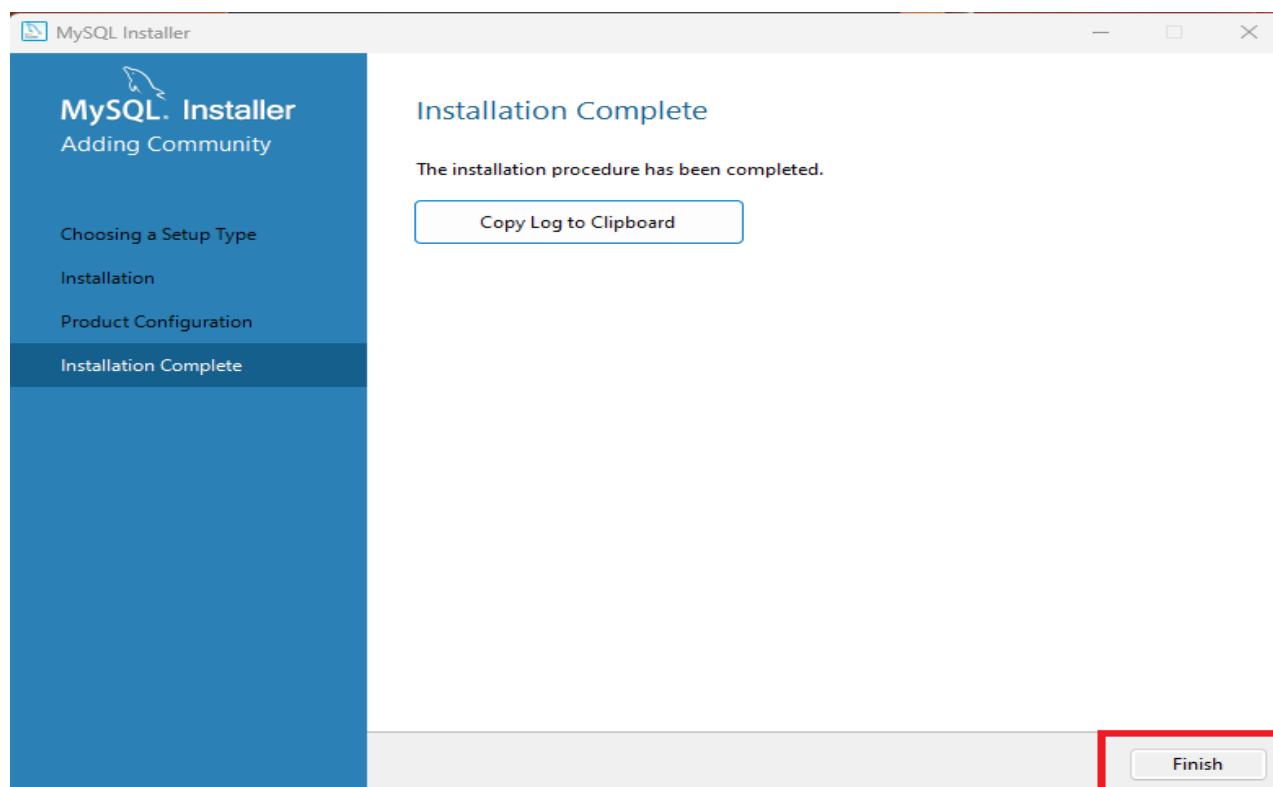 MySQL Installer
MySQL. Installer
Adding Community
Choosing a Setup Type
Installation
Product Configuration
Installation Complete
Installation Complete
The installation procedure has been completed.
Copy Log to Clipboard
Finish